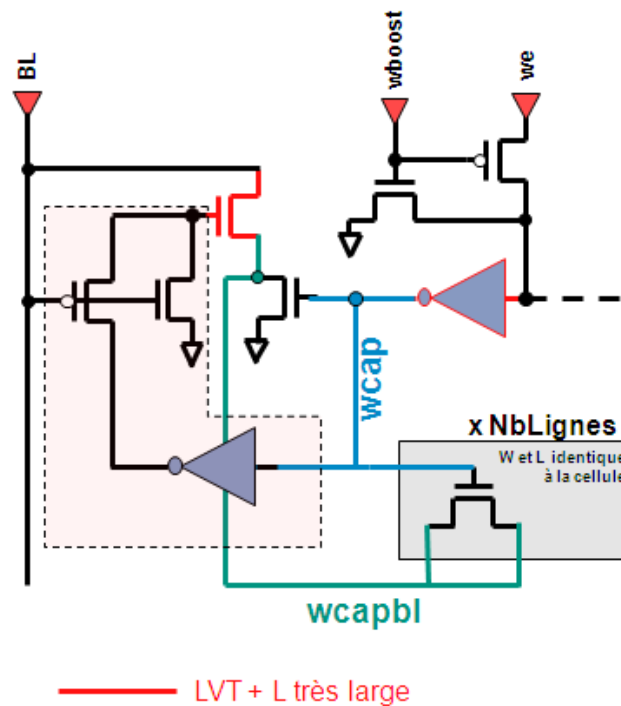 BL
wboost
we
wcap
x NbLignes
W et L identique
à la cellule
wcapbl
LVT + L très large